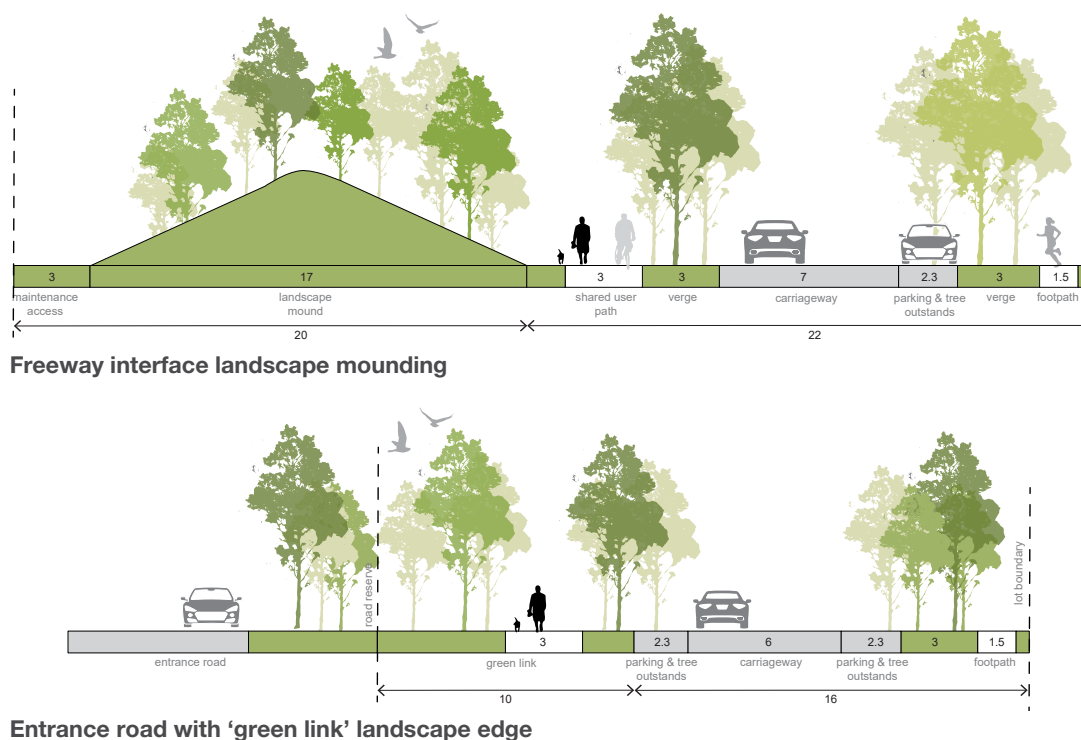 3
17
3
3
7
2.3
3
1.5
maintenance
access
landscape
mound
shared user
path
verge
carriageway
parking & tree
outstands
verge
footpath
20
22
Freeway interface landscape mounding
road reserve
lot boundary
3
2.3
6
2.3
3
1.5
entrance road
green link
parking & tree
outstands
carriageway
parking & tree
outstands
footpath
10
16
Entrance road with ‘green link’ landscape edge